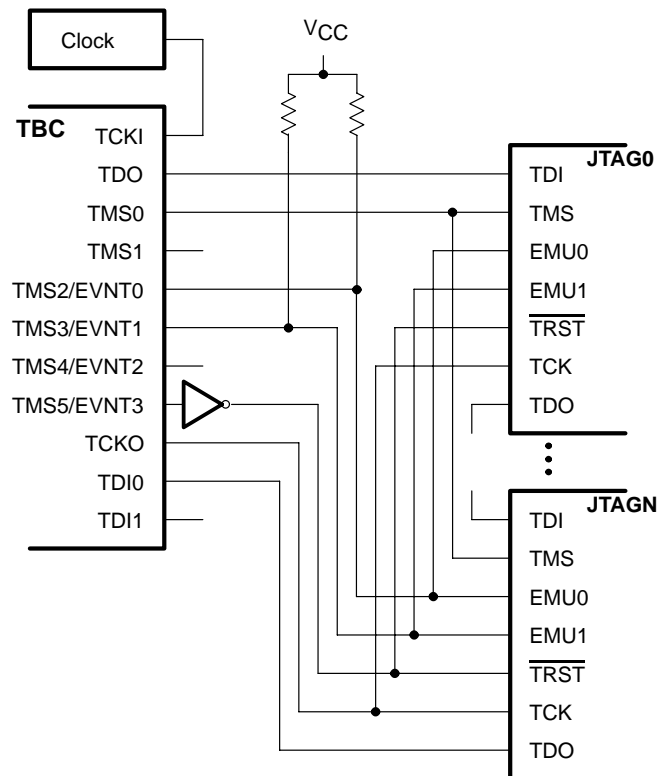 Clock
VCC
TBC
TCKI
TDO
TMS0
TMS1
TMS2/EVNT0
TMS3/EVNT1
TMS4/EVNT2
TMS5/EVNT3
TCKO
TDI0
TDI1
JTAG0
TDI
TMS
EMU0
EMU1
TRST
TCK
TDO
JTAGN
TDI
TMS
EMU0
EMU1
TRST
TCK
TDO